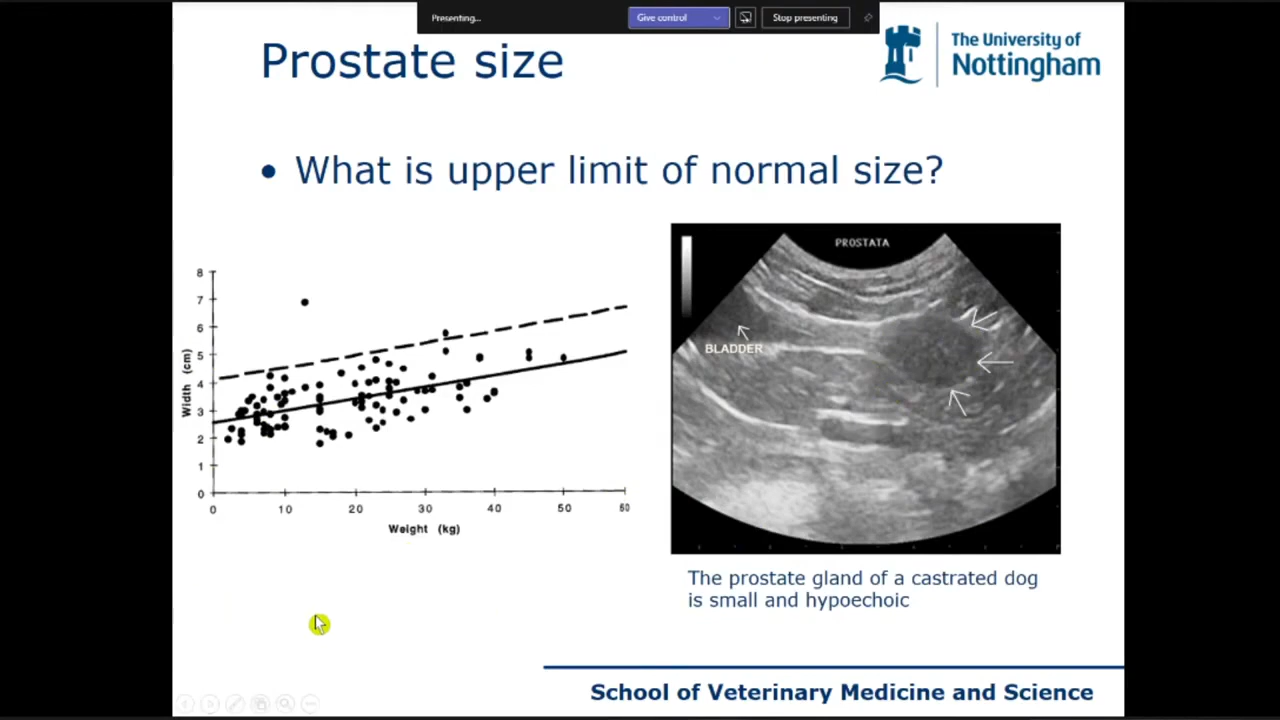 Presenting...
Give control
Stop presenting
Prostate size
The University of
Nottingham
• What is upper limit of normal size?
8
7
6
5
4
3
2
1
0
Width (cm)
0 10 20 30 40 50 60
Weight (kg)
PROSTATA
BLADDER
The prostate gland of a castrated dog
is small and hypoechoic
School of Veterinary Medicine and Science